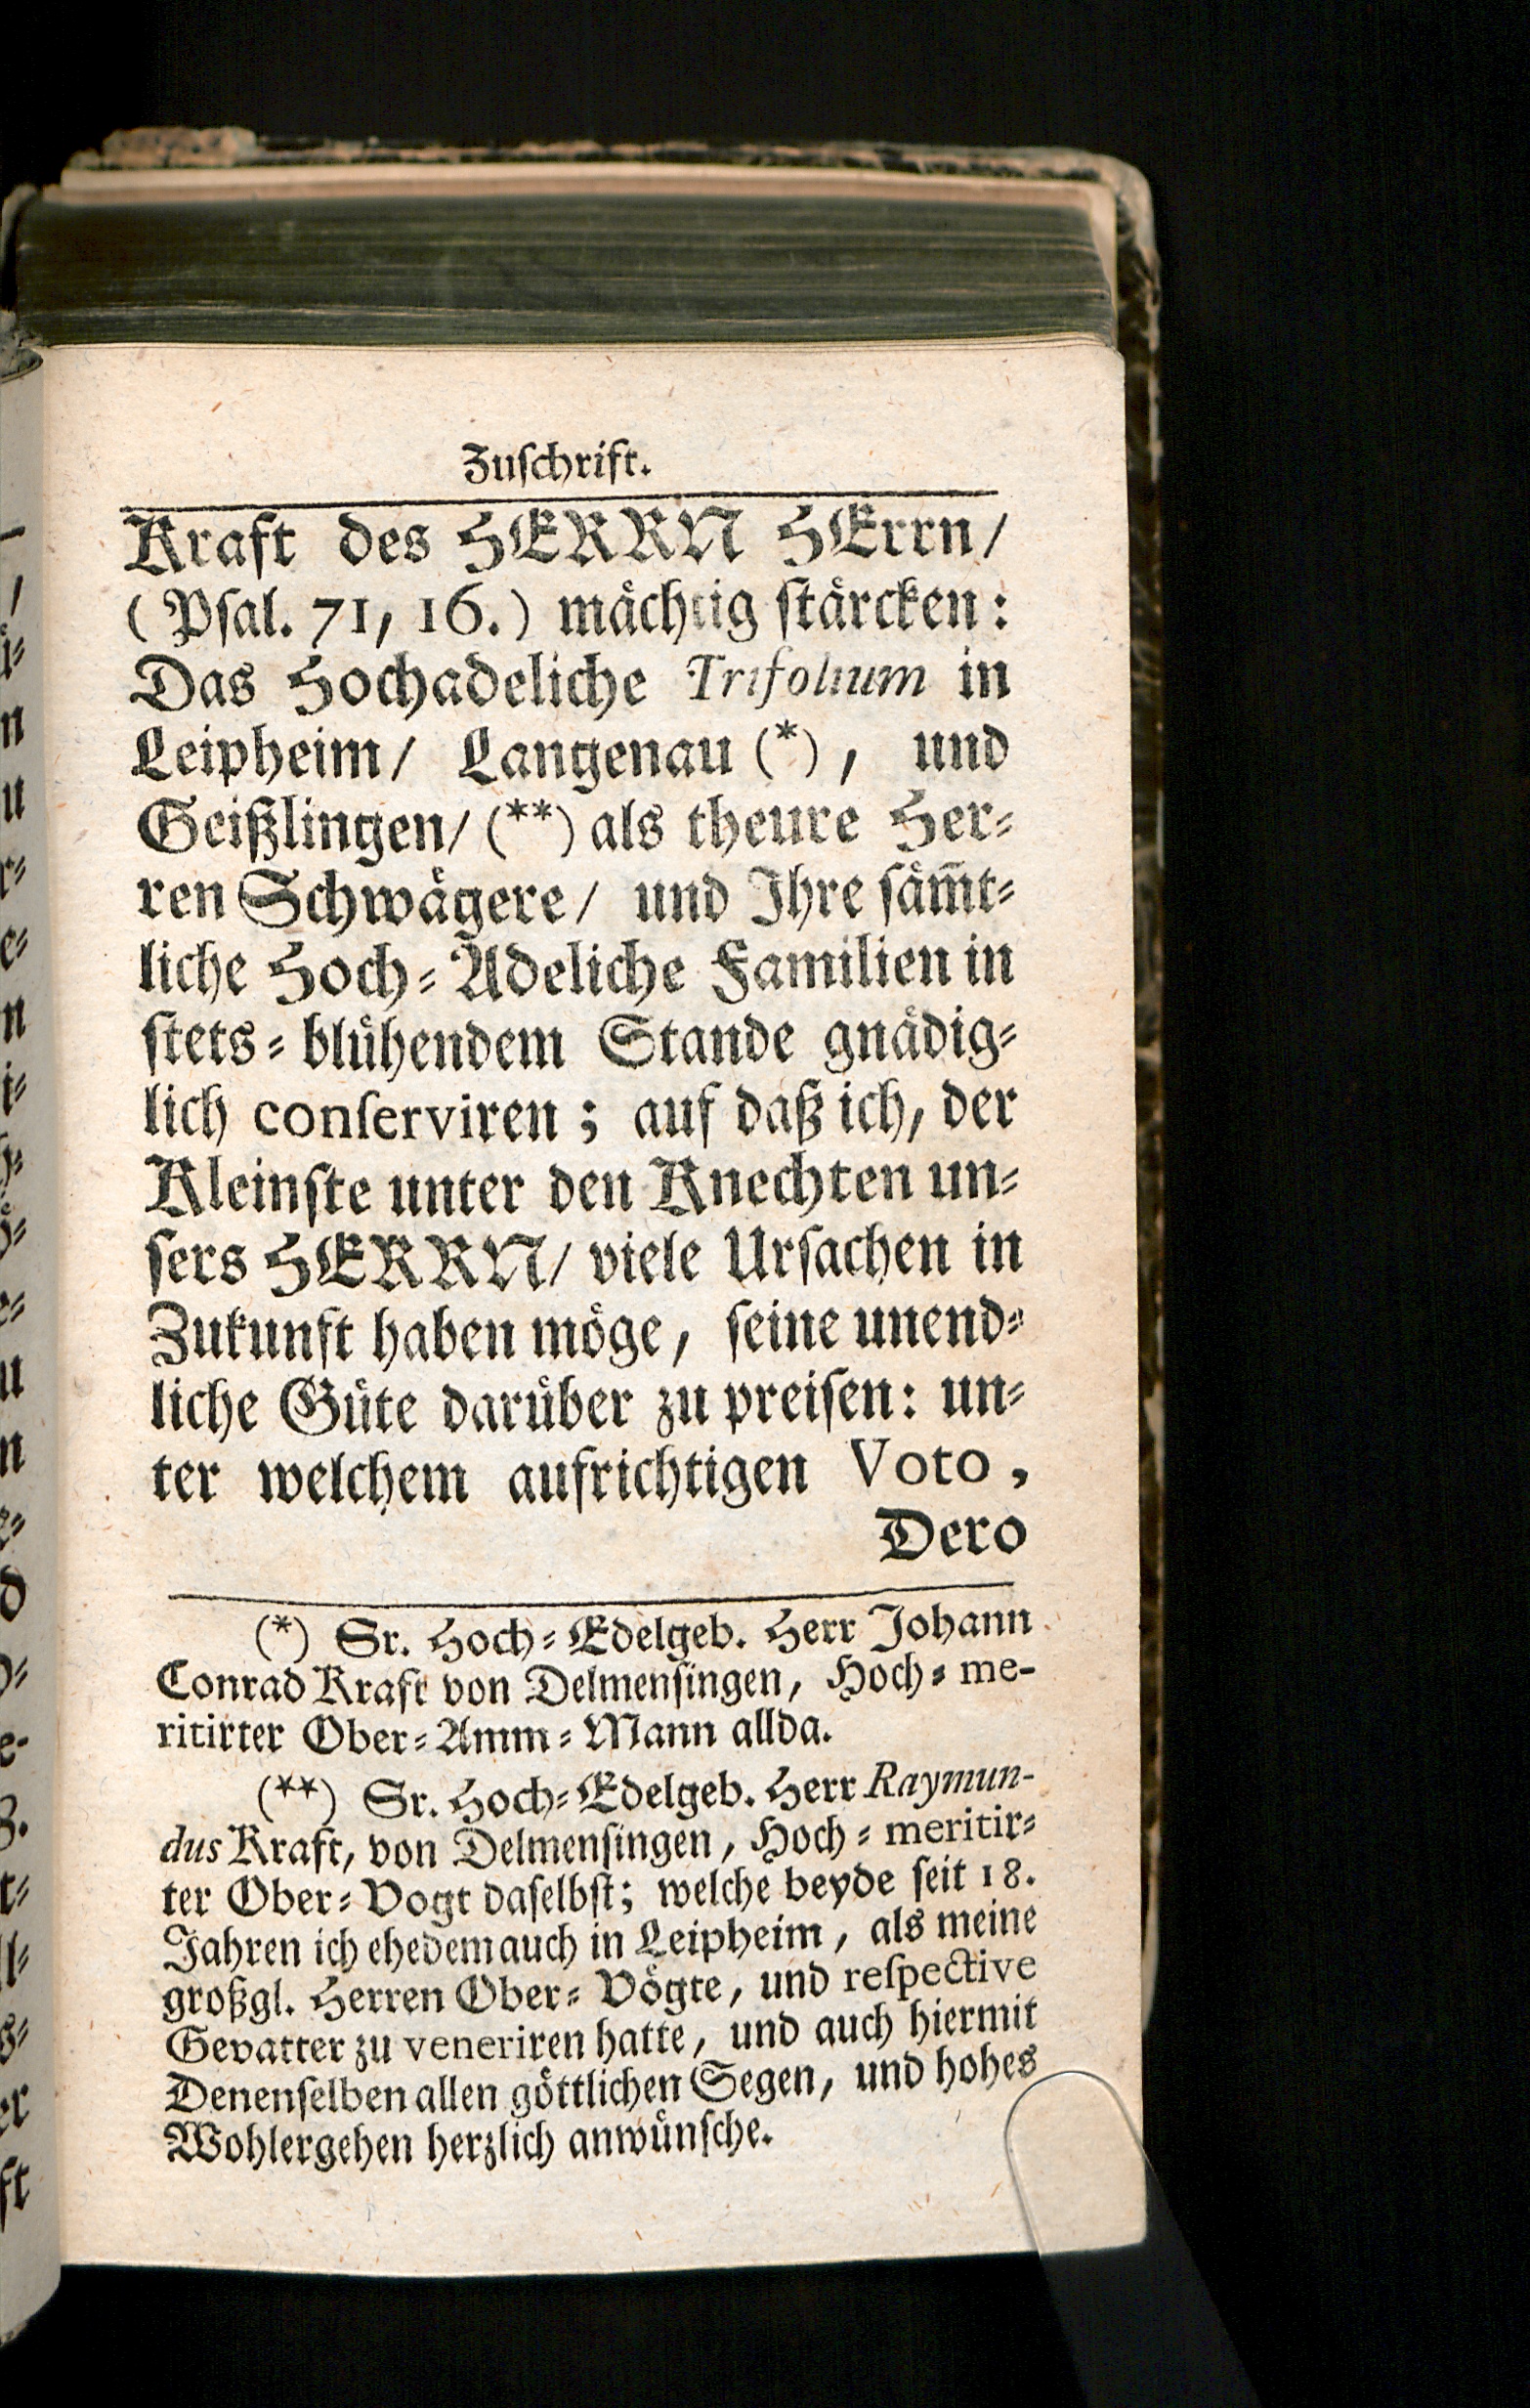 Zuſchrift.
Kraft des HERRN HErrn/
(Pſal. 71, 16.) mächtig ſtärcken:
Das Hochadeliche Trifolium in
Leipheim/ Langenau (*), und
Geißlingen/ (**) als theure Her⸗
ren Schwägere/ und Ihre ſäm̃t⸗
liche Hoch⸗Adeliche Familien in
ſtets⸗blühendem Stande gnädig⸗
lich conſerviren; auf daß ich, der
Kleinſte unter den Knechten un⸗
ſers HERRN/ viele Urſachen in
Zukunft haben möge, ſeine unend⸗
liche Güte darüber zu preiſen: un⸗
ter welchem aufrichtigen Voto,
Dero
(*) Sr. Hoch⸗Edelgeb. Herr Johann
Conrad Kraft von Delmenſingen, Hoch⸗me-
ritirter Ober⸗Amm⸗Mann allda.
(**) Sr. Hoch⸗Edelgeb. Herr Raymun-
dus Kraft, von Delmenſingen, Hoch⸗meritir⸗
ter Ober⸗Vogt daſelbſt; welche beyde ſeit 18.
Jahren ich ehedem auch in Leipheim, als meine
großgl. Herren Ober⸗Vögte, und reſpective
Gevatter zu veneriren hatte, und auch hiermit
Denenſelben allen göttlichen Segen, und hohes
Wohlergehen herzlich anwünſche.